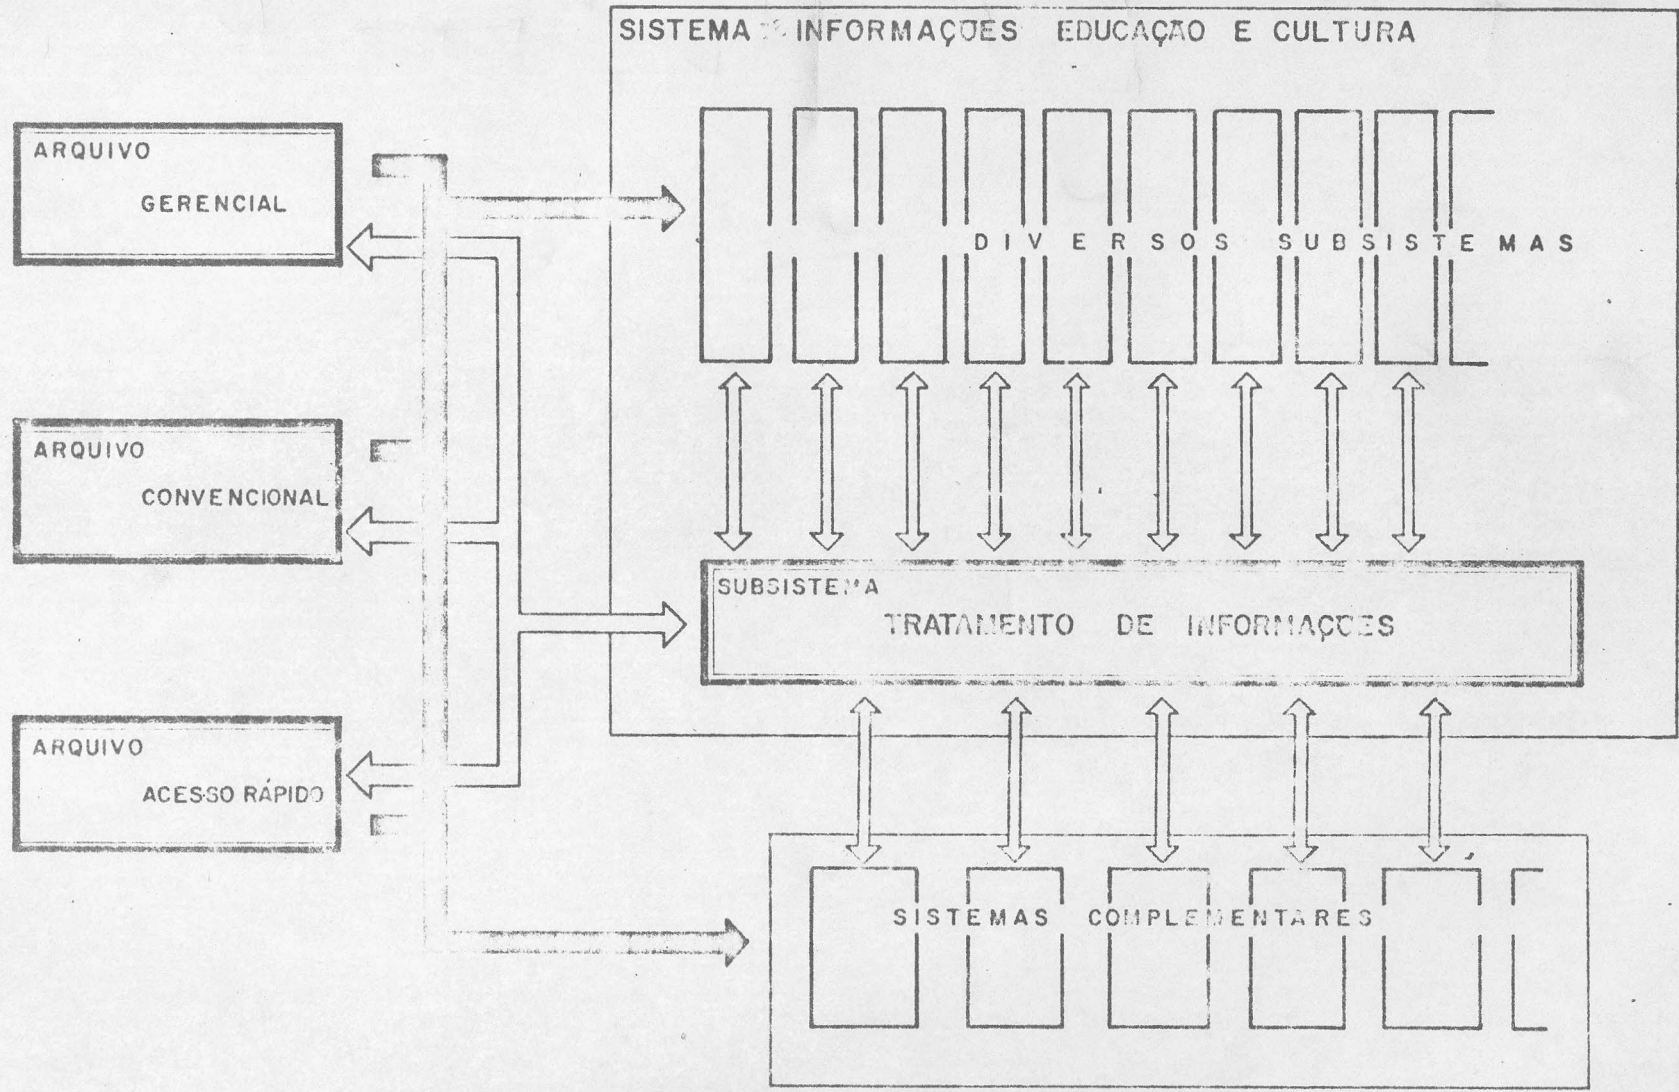 SISTEMA INFORMAÇÕES EDUCAÇÃO E CULTURA
ARQUIVO
GERENCIAL
DIVERSOS SUBSISTEMAS
ARQUIVO
CONVENCIONAL
SUBSISTEMA
TRATAMENTO DE INFORMAÇÕES
ARQUIVO
ACESSO RÁPIDO
SISTEMAS COMPLEMENTARES